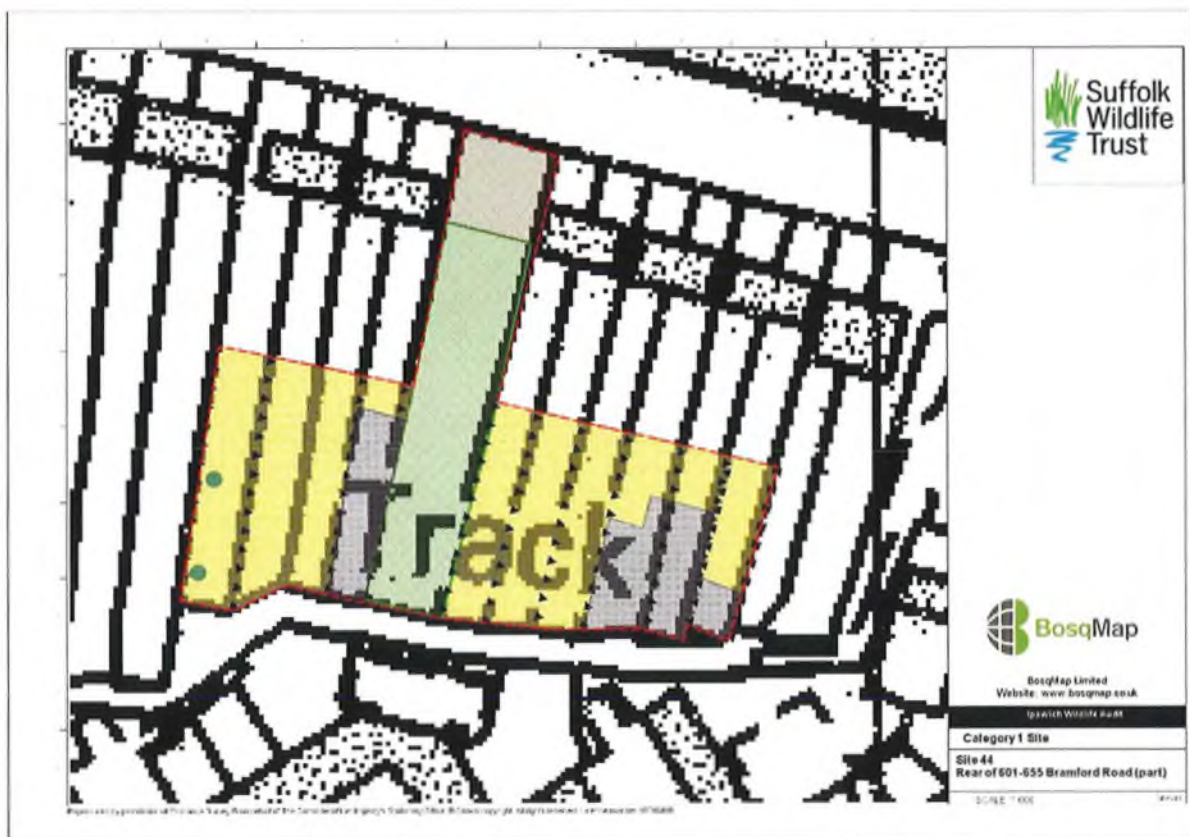 Suffolk
Wildlife
Trust
Track
BosqMap
BosqMap Limited
Website: www.bosqmap.co.uk
Ipswich Wildlife Audit
Category 1 Site
Site 44
Rear of 601-655 Bramford Road (part)